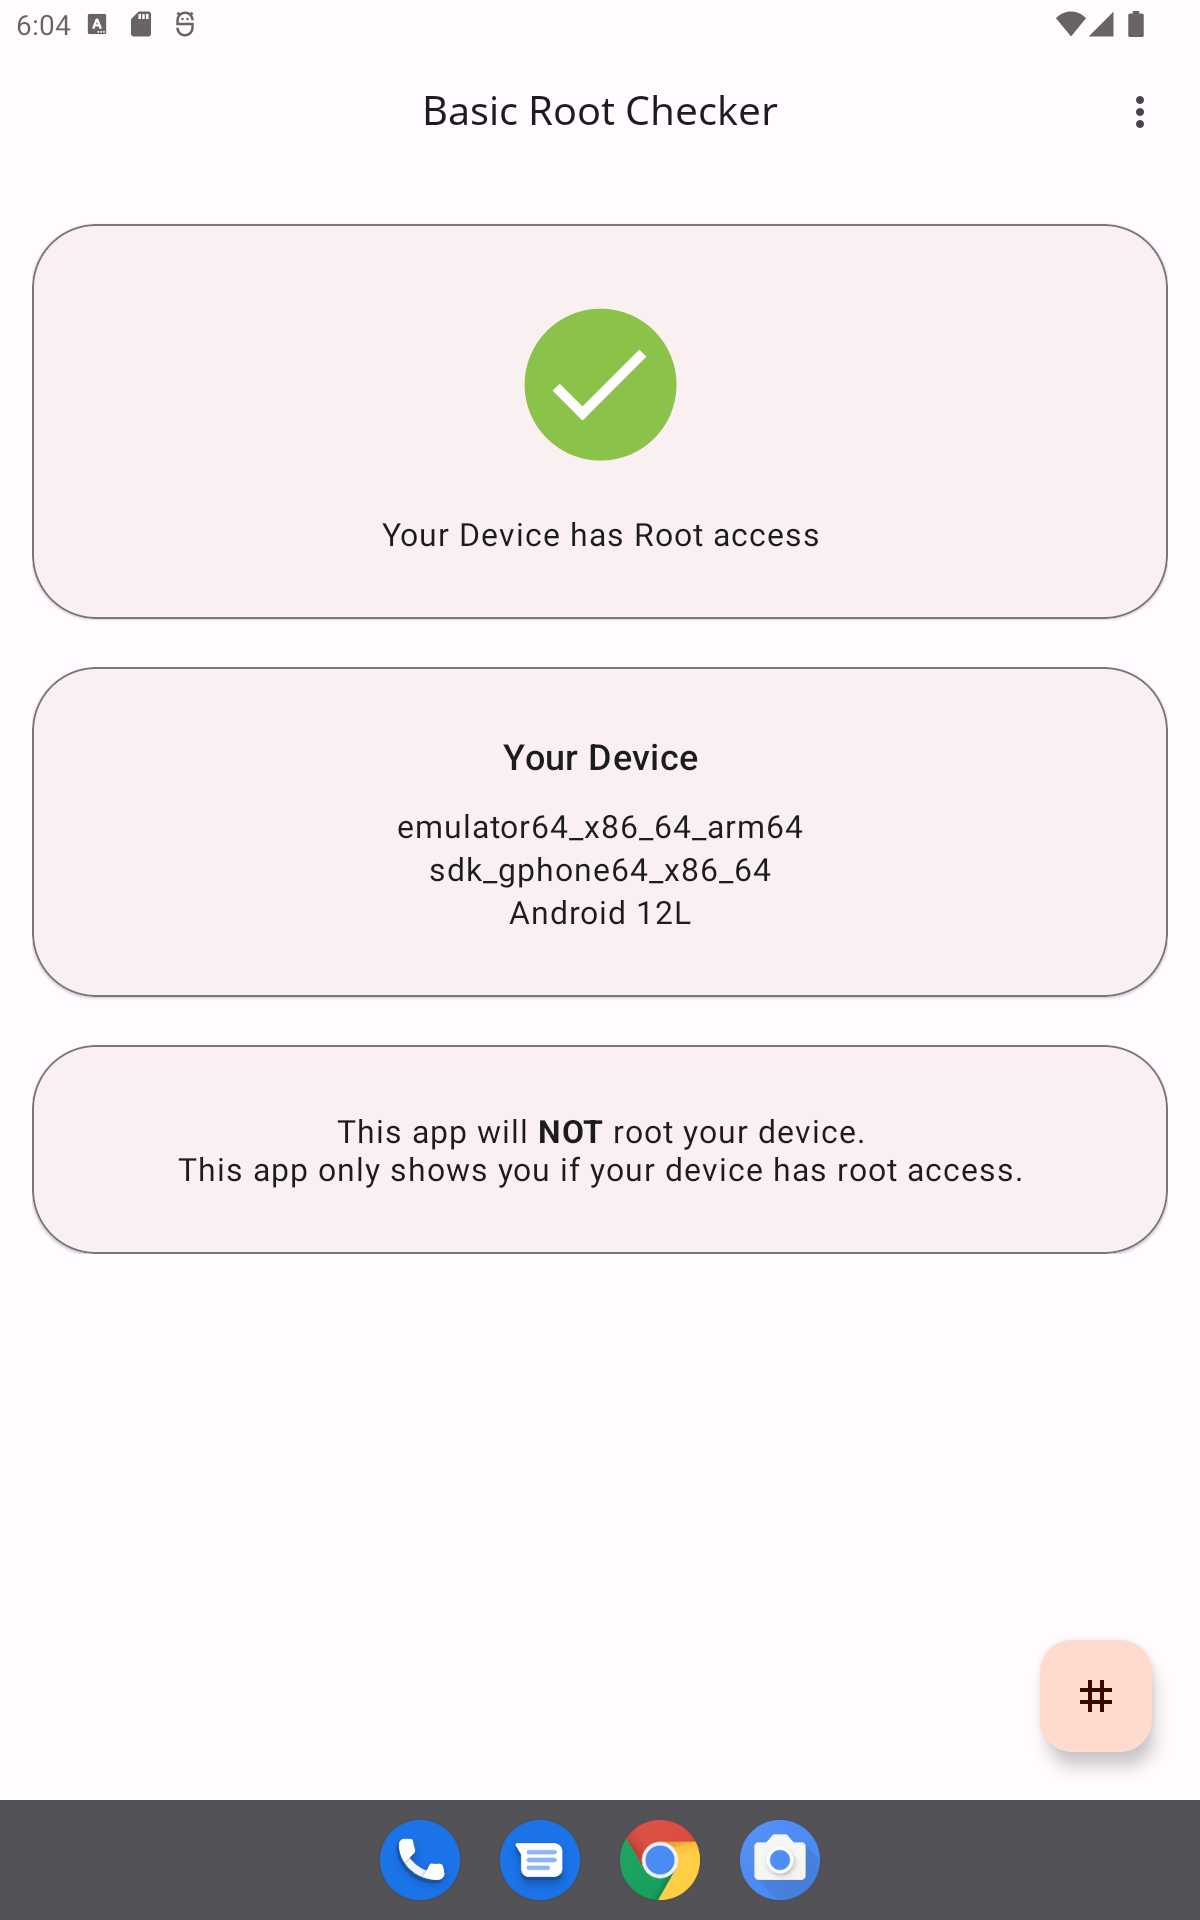 6:04
Basic Root Checker
Your Device has Root access
Your Device
emulator64_x86_64_arm64
sdk_gphone64_x86_64
Android 12L
This app will NOT root your device.
This app only shows you if your device has root access.
#